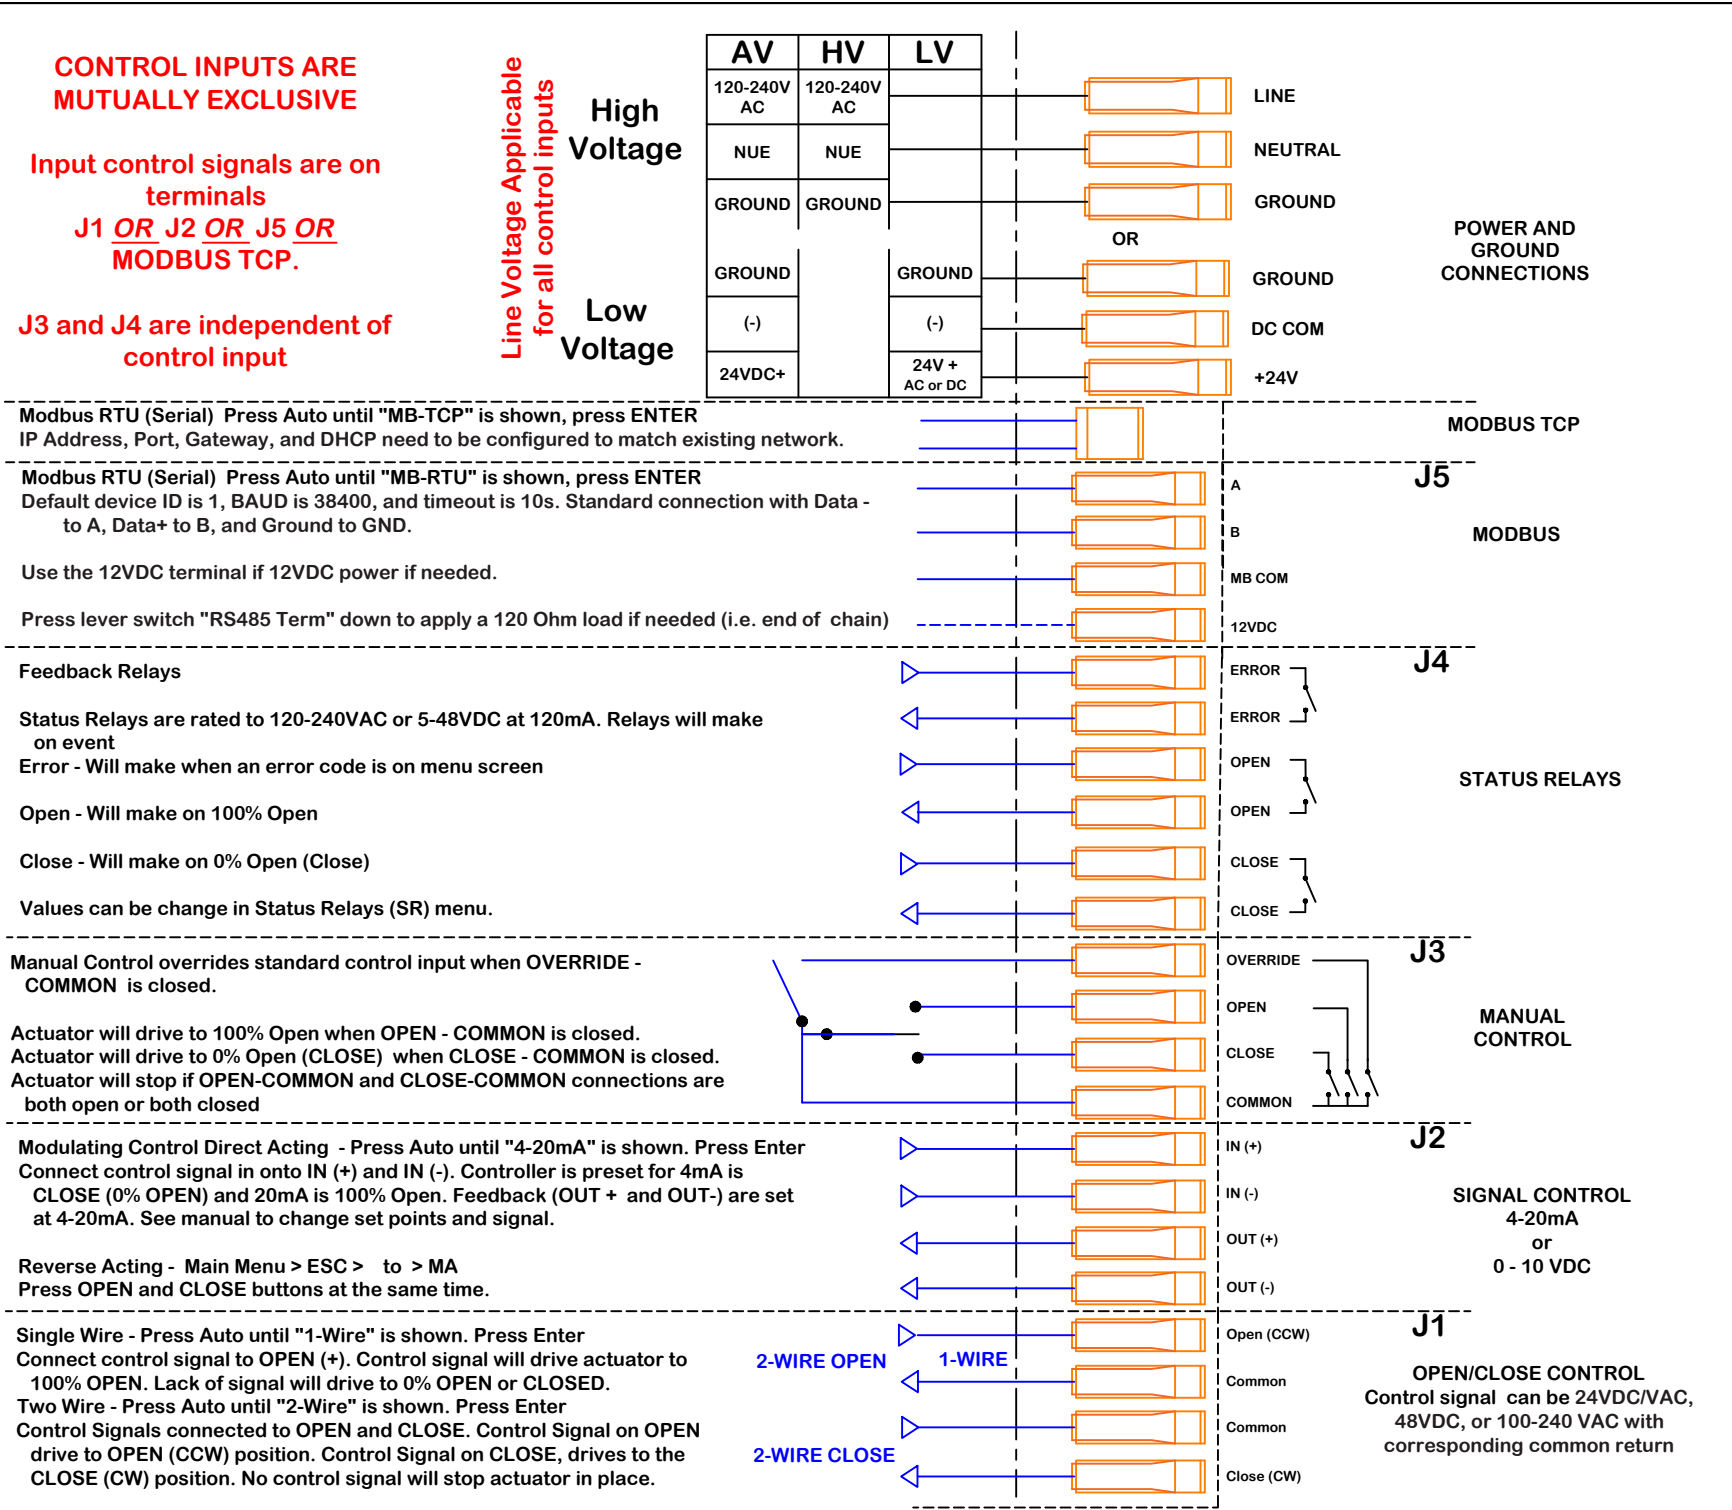 CONTROL INPUTS ARE
MUTUALLY EXCLUSIVE
Input control signals are on
terminals
J1 OR J2 OR J5 OR
MODBUS TCP.
J3 and J4 are independent of
control input
Line Voltage Applicable
for all control inputs
High
Voltage
Low
Voltage
AV HV LV
120-240V 120-240V
AC AC
NUE NUE
GROUND GROUND
GROUND GROUND
(-) (-)
24VDC+ 24V +
AC or DC
LINE
NEUTRAL
GROUND
OR
GROUND
DC COM
+24V
POWER AND
GROUND
CONNECTIONS
Modbus RTU (Serial) Press Auto until "MB-TCP" is shown, press ENTER
IP Address, Port, Gateway, and DHCP need to be configured to match existing network.
MODBUS TCP
Modbus RTU (Serial) Press Auto until "MB-RTU" is shown, press ENTER
Default device ID is 1, BAUD is 38400, and timeout is 10s. Standard connection with Data -
to A, Data+ to B, and Ground to GND.
Use the 12VDC terminal if 12VDC power if needed.
Press lever switch "RS485 Term" down to apply a 120 Ohm load if needed (i.e. end of chain)
A
B
MB COM
12VDC
J5
MODBUS
Feedback Relays
Status Relays are rated to 120-240VAC or 5-48VDC at 120mA. Relays will make
on event
Error - Will make when an error code is on menu screen
Open - Will make on 100% Open
Close - Will make on 0% Open (Close)
Values can be change in Status Relays (SR) menu.
ERROR
ERROR
OPEN
OPEN
CLOSE
CLOSE
J4
STATUS RELAYS
Manual Control overrides standard control input when OVERRIDE -
COMMON is closed.
Actuator will drive to 100% Open when OPEN - COMMON is closed.
Actuator will drive to 0% Open (CLOSE) when CLOSE - COMMON is closed.
Actuator will stop if OPEN-COMMON and CLOSE-COMMON connections are
both open or both closed
OVERRIDE
OPEN
CLOSE
COMMON
J3
MANUAL
CONTROL
Modulating Control Direct Acting - Press Auto until "4-20mA" is shown. Press Enter
Connect control signal in onto IN (+) and IN (-). Controller is preset for 4mA is
CLOSE (0% OPEN) and 20mA is 100% Open. Feedback (OUT + and OUT-) are set
at 4-20mA. See manual to change set points and signal.
Reverse Acting - Main Menu > ESC > to > MA
Press OPEN and CLOSE buttons at the same time.
IN (+)
IN (-)
OUT (+)
OUT (-)
J2
SIGNAL CONTROL
4-20mA
or
0 - 10 VDC
Single Wire - Press Auto until "1-Wire" is shown. Press Enter
Connect control signal to OPEN (+). Control signal will drive actuator to
100% OPEN. Lack of signal will drive to 0% OPEN or CLOSED.
Two Wire - Press Auto until "2-Wire" is shown. Press Enter
Control Signals connected to OPEN and CLOSE. Control Signal on OPEN
drive to OPEN (CCW) position. Control Signal on CLOSE, drives to the
CLOSE (CW) position. No control signal will stop actuator in place.
2-WIRE OPEN 1-WIRE
2-WIRE CLOSE
Open (CCW)
Common
Common
Close (CW)
J1
OPEN/CLOSE CONTROL
Control signal can be 24VDC/VAC,
48VDC, or 100-240 VAC with
corresponding common return